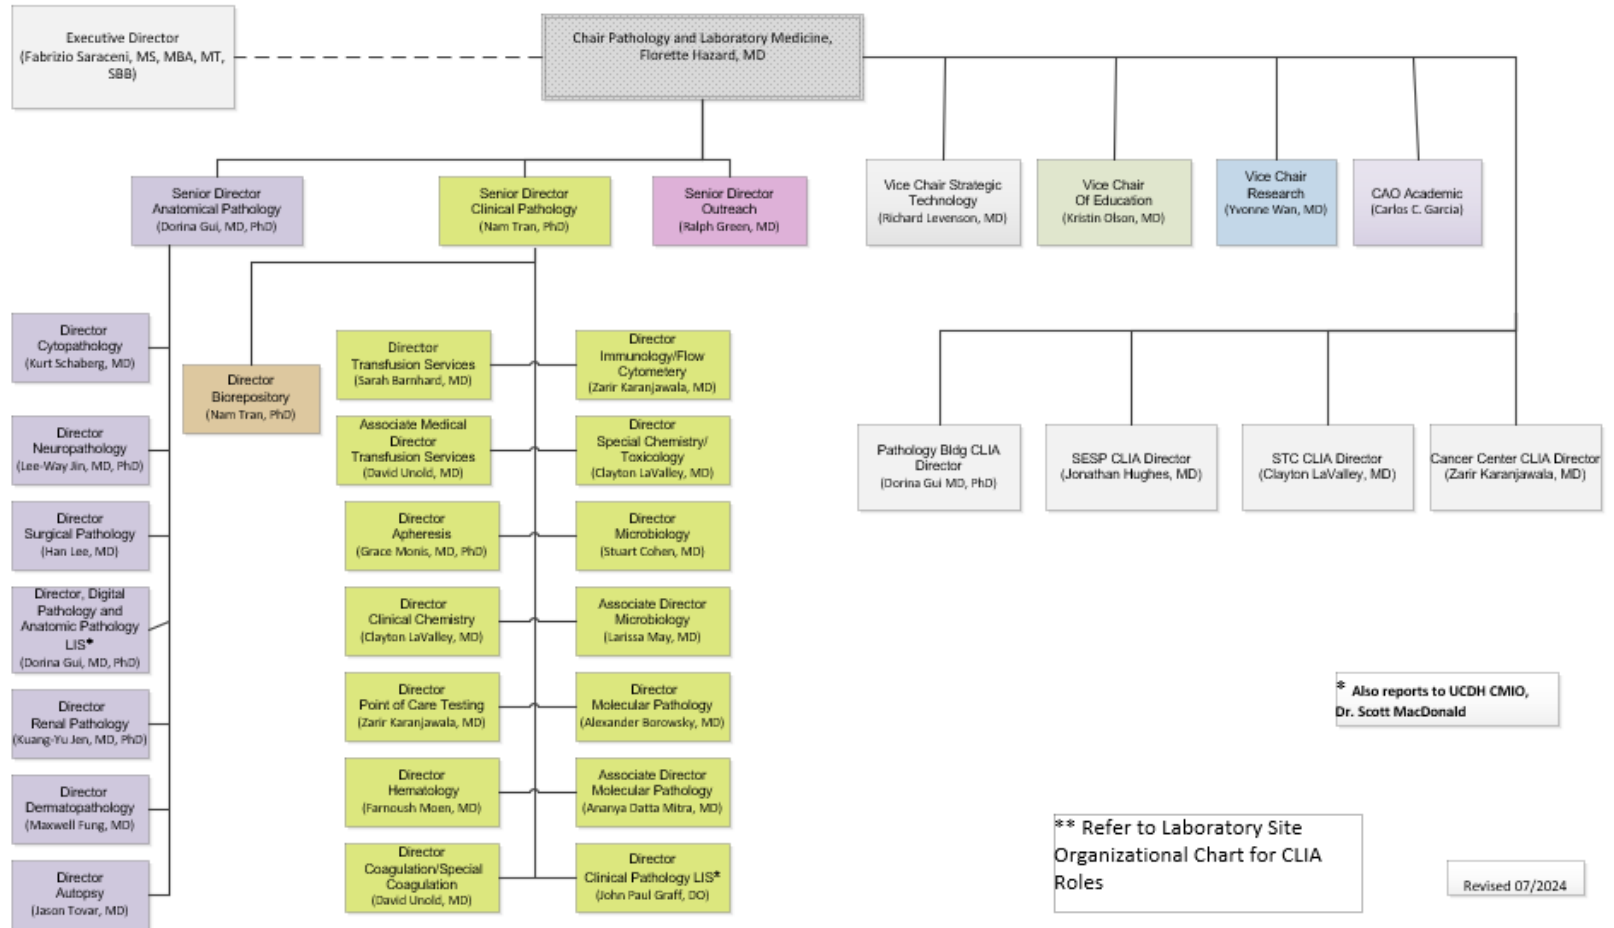 Executive Director
(Fabrizio Saraceni, MS, MBA, MT,
SBB)
Chair Pathology and Laboratory Medicine,
Florette Hazard, MD
Senior Director
Anatomical Pathology
(Dorina Gui, MD, PhD)
Senior Director
Clinical Pathology
(Nam Tran, PhD)
Senior Director
Outreach
(Ralph Green, MD)
Vice Chair Strategic
Technology
(Richard Levenson, MD)
Vice Chair
Of Education
(Kristin Olson, MD)
Vice Chair
Research
(Yvonne Wan, MD)
CAO Academic
(Carlos C. Garcia)
Director
Cytopathology
(Kurt Schaberg, MD)
Director
Neuropathology
(Lee-Way Jin, MD, PhD)
Director
Surgical Pathology
(Han Lee, MD)
Director, Digital
Pathology and
Anatomic Pathology
LIS*
(Dorina Gui, MD, PhD)
Director
Renal Pathology
(Kuang-Yu Jen, MD, PhD)
Director
Dermatopathology
(Maxwell Fung, MD)
Director
Autopsy
(Jason Tovar, MD)
Director
Biorepository
(Nam Tran, PhD)
Director
Transfusion Services
(Sarah Barnhard, MD)
Associate Medical
Director
Transfusion Services
(David Unold, MD)
Director
Apheresis
(Grace Monis, MD, PhD)
Director
Clinical Chemistry
(Clayton LaValley, MD)
Director
Point of Care Testing
(Zarir Karanjawala, MD)
Director
Hematology
(Farnoush Moen, MD)
Director
Coagulation/Special
Coagulation
(David Unold, MD)
Director
Immunology/Flow
Cytometery
(Zarir Karanjawala, MD)
Director
Special Chemistry/
Toxicology
(Clayton LaValley, MD)
Director
Microbiology
(Stuart Cohen, MD)
Associate Director
Microbiology
(Larissa May, MD)
Director
Molecular Pathology
(Alexander Borowsky, MD)
Associate Director
Molecular Pathology
(Ananya Datta Mitra, MD)
Director
Clinical Pathology LIS*
(John Paul Graff, DO)
Pathology Bldg CLIA
Director
(Dorina Gui MD, PhD)
SESP CLIA Director
(Jonathan Hughes, MD)
STC CLIA Director
(Clayton LaValley, MD)
Cancer Center CLIA Director
(Zarir Karanjawala, MD)
* Also reports to UCDH CMIO,
Dr. Scott MacDonald
** Refer to Laboratory Site
Organizational Chart for CLIA
Roles
Revised 07/2024